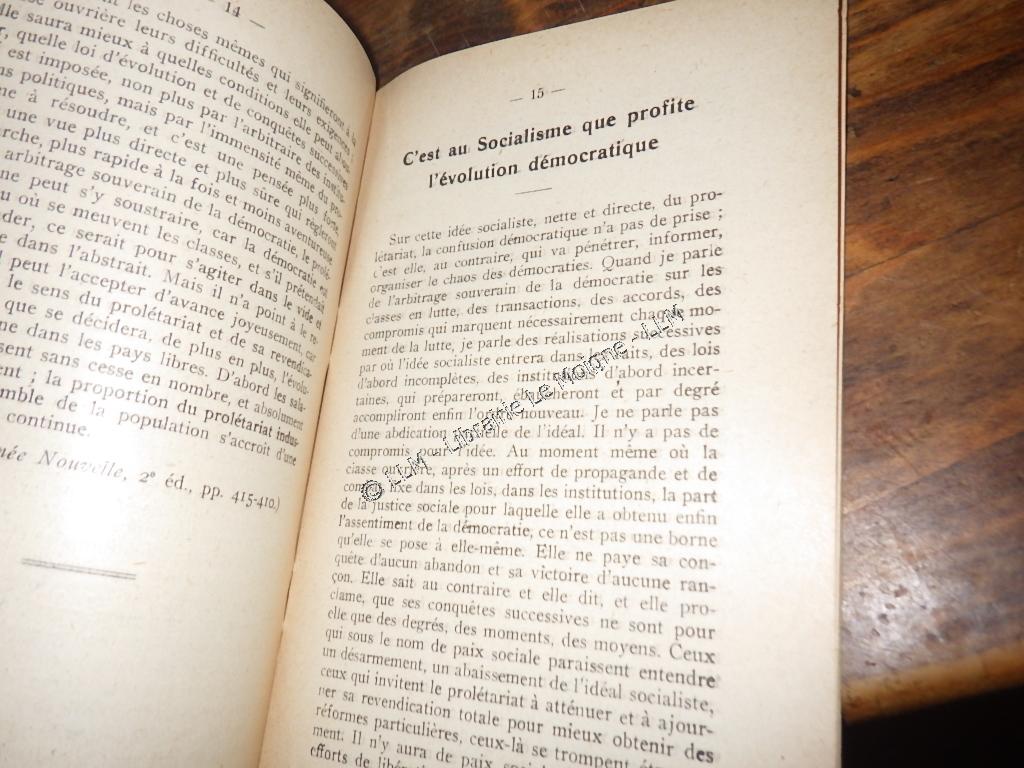 — 14 —
les choses mêmes qui signifieront à la
ouvrière leurs difficultés et leurs exigences ;
saura mieux à quelles conditions elle peut
quelle loi d'évolution et de conquêtes successives
est imposée, non plus par l'arbitraire des
politiques, mais par l'immensité même du
à résoudre, et c'est une pensée plus forte,
une vue plus directe et plus sûre qui
plus rapide à la fois et moins aventureuse
arbitrage souverain de la démocratie, le
ne peut s'y soustraire, car la démocratie est
où se meuvent les classes, et s'il prétendait
ce serait pour s'agiter dans le vide et
dans l'abstrait. Mais il n'a point à le
peut l'accepter d'avance joyeusement, car
le sens du prolétariat et de sa
que se décidera, de plus en plus,
dans les pays libres. D'abord les
sans cesse en nombre, et absolument
; la proportion du prolétariat
de la population s'accroît d'une
continue.
Nouvelle, 2e éd., pp. 415-410.)
— 15 —
C'est au Socialisme que profite
l'évolution démocratique
Sur cette idée socialiste, nette et directe, du pro-
létariat, la confusion démocratique n'a pas de prise ;
c'est elle, au contraire, qui va pénétrer, informer,
organiser le chaos des démocraties. Quand je parle
de l'arbitrage souverain de la démocratie sur les
classes en lutte, des transactions, des accords, des
compromis qui marquent nécessairement chaque mo-
ment de la lutte, je parle des réalisations successives
par où l'idée socialiste entrera dans les faits, des lois
d'abord incomplètes, des institutions d'abord incer-
taines, qui prépareront, ébaucheront et par degré
accompliront enfin l'ordre nouveau. Je ne parle pas
d'une abdication de l'idéal. Il n'y a pas de
compromis pour l'idée. Au moment même où la
classe ouvrière, après un effort de propagande et de
combat, fixe dans les lois, dans les institutions, la part
de la justice sociale pour laquelle elle a obtenu enfin
l'assentiment de la démocratie, ce n'est pas une borne
qu'elle se pose à elle-même. Elle ne paye sa con-
quête d'aucun abandon et sa victoire d'aucune ran-
çon. Elle sait au contraire et elle dit, et elle pro-
clame, que ses conquêtes successives ne sont pour
elle que des degrés, des moments, des moyens. Ceux
qui sous le nom de paix sociale paraissent entendre
un désarmement, un abaissement de l'idéal socialiste,
ceux qui invitent le prolétariat à atténuer et à ajour-
ner sa revendication totale pour mieux obtenir des
réformes particulières, ceux-là se trompent
ment. Il n'y aura de paix
efforts de
© LLM - Librairie Le Moigne - LLM